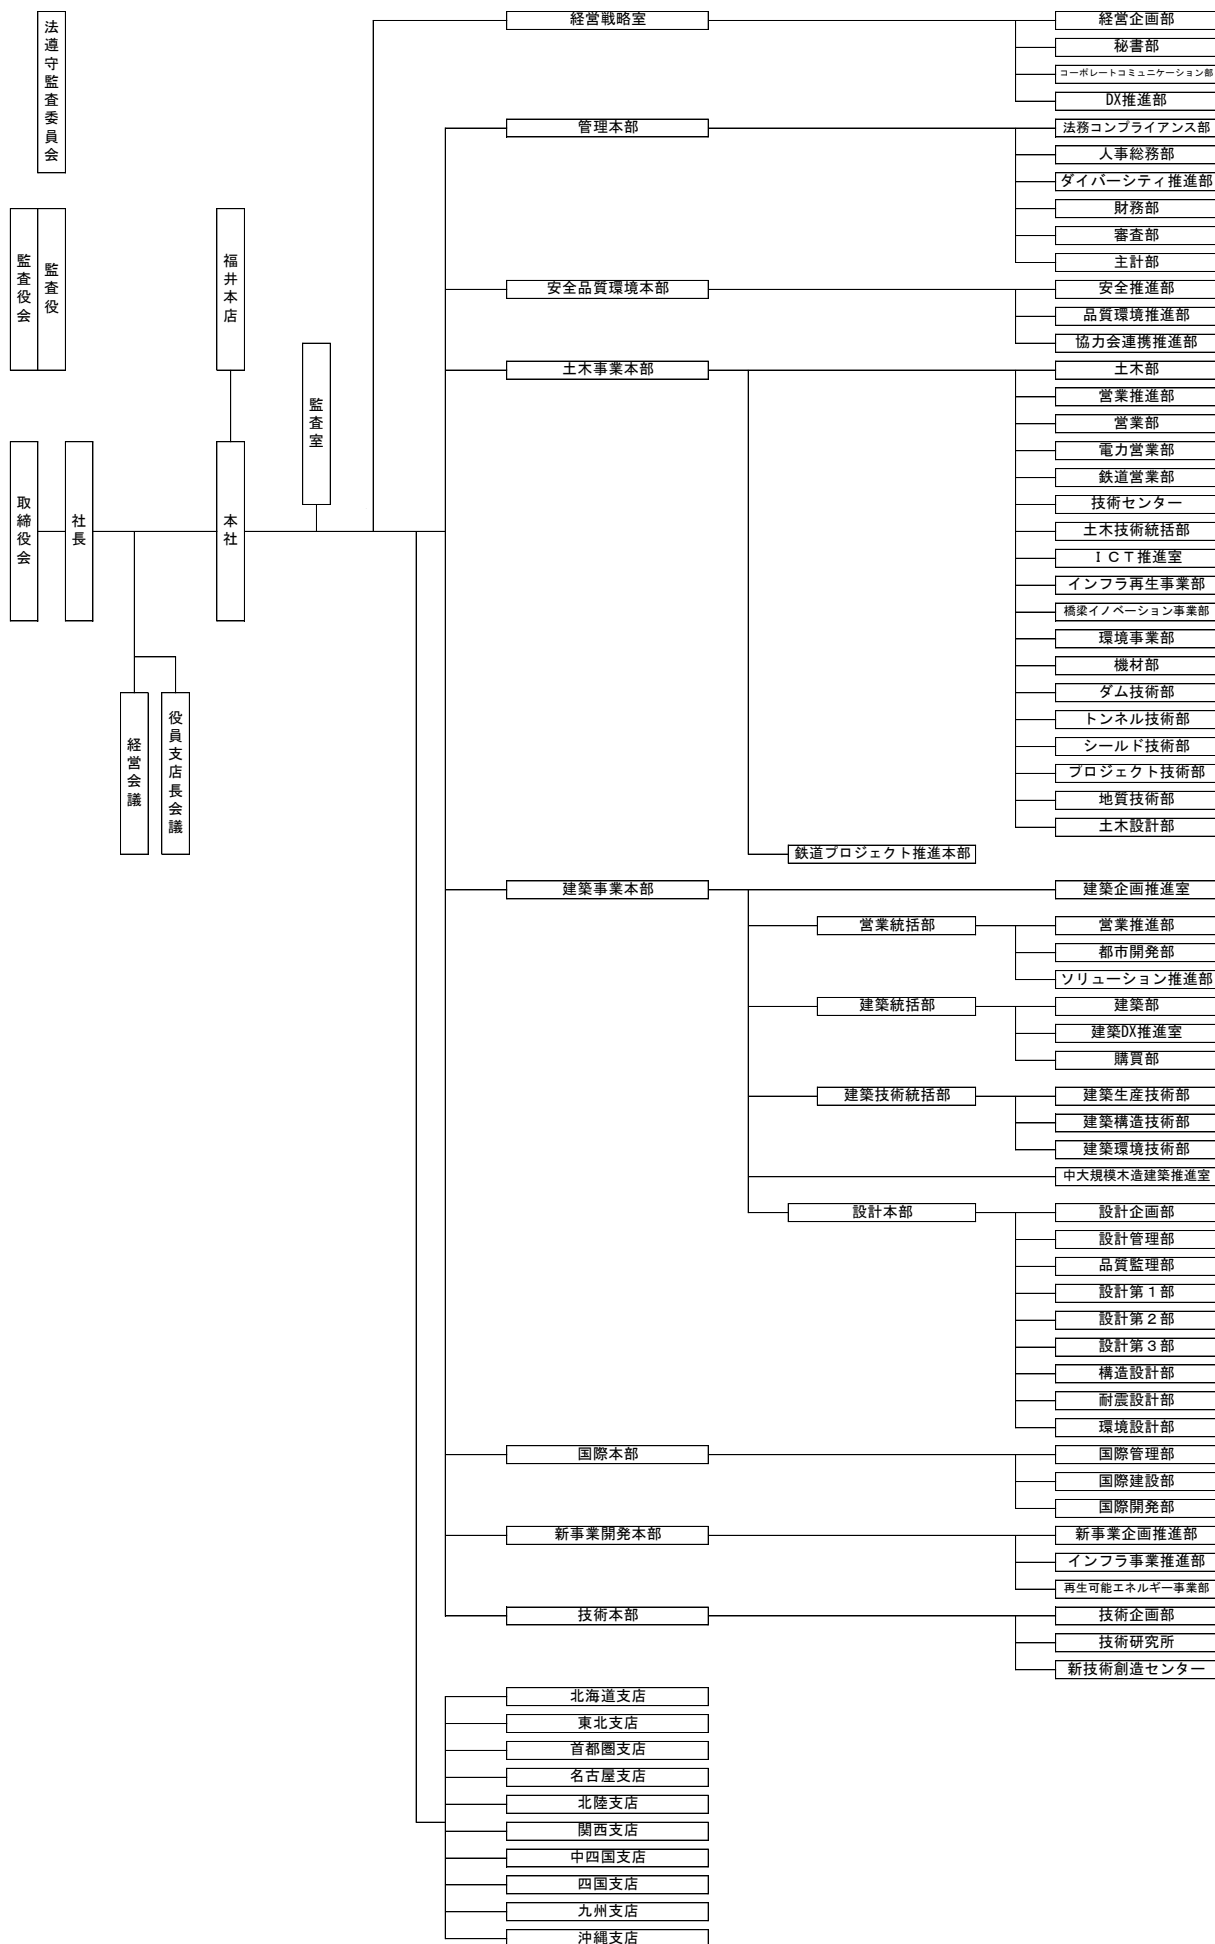 法遵守監査委員会
監査役会
監査役
福井本店
監査室
取締役会
社長
本社
経営会議
役員支店長会議
経営戦略室
経営企画部
秘書部
コーポレートコミュニケーション部
DX推進部
管理本部
法務コンプライアンス部
人事総務部
ダイバーシティ推進部
財務部
審査部
主計部
安全品質環境本部
安全推進部
品質環境推進部
協力会連携推進部
土木事業本部
土木部
営業推進部
営業部
電力営業部
鉄道営業部
技術センター
土木技術統括部
ＩＣＴ推進室
インフラ再生事業部
橋梁イノベーション事業部
環境事業部
機材部
ダム技術部
トンネル技術部
シールド技術部
プロジェクト技術部
地質技術部
土木設計部
鉄道プロジェクト推進本部
建築事業本部
建築企画推進室
営業統括部
営業推進部
都市開発部
ソリューション推進部
建築統括部
建築部
建築DX推進室
購買部
建築技術統括部
建築生産技術部
建築構造技術部
建築環境技術部
中大規模木造建築推進室
設計本部
設計企画部
設計管理部
品質監理部
設計第１部
設計第２部
設計第３部
構造設計部
耐震設計部
環境設計部
国際本部
国際管理部
国際建設部
国際開発部
新事業開発本部
新事業企画推進部
インフラ事業推進部
再生可能エネルギー事業部
技術本部
技術企画部
技術研究所
新技術創造センター
北海道支店
東北支店
首都圏支店
名古屋支店
北陸支店
関西支店
中四国支店
四国支店
九州支店
沖縄支店